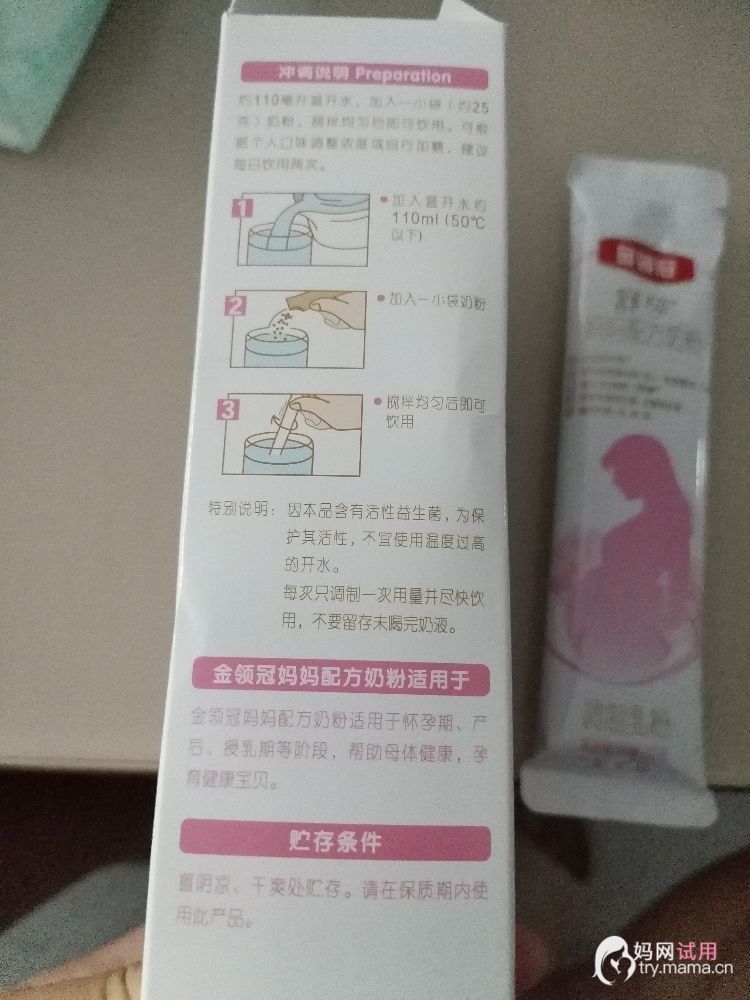 冲调说明 Preparation
约110毫升温开水，加入一小袋（约25
克）奶粉，搅拌均匀后即可饮用。可根
据个人口味调整浓度或自行加糖，建议
每日饮用两次。
1
●加入温开水约
110ml (50℃
以下)
2
●加入一小袋奶粉
3
●搅拌均匀后即可
饮用
特别说明：因本品含有活性益生菌，为保
护其活性，不宜使用温度过高
的开水。
每次只调制一次用量并尽快饮
用，不要留存未喝完奶液。
金领冠妈妈配方奶粉适用于
金领冠妈妈配方奶粉适用于怀孕期、产
后、授乳期等阶段，帮助母体健康，孕
育健康宝贝。
贮存条件
置阴凉、干爽处贮存。请在保质期内使
用此产品。
配方奶粉
调制乳粉
妈网试用
try.mama.cn